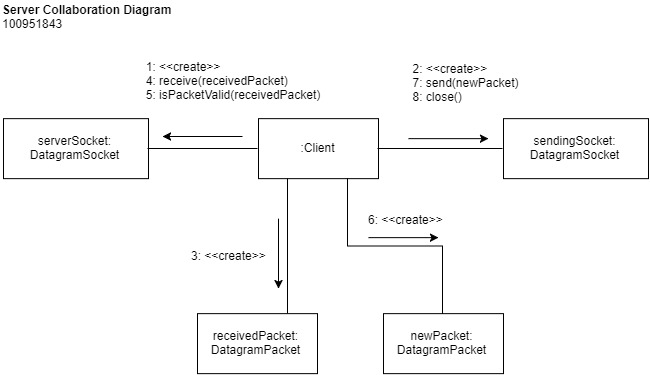 Server Collaboration Diagram
100951843
1: <<create>>
4: receive(receivedPacket)
5: isPacketValid(receivedPacket)
2: <<create>>
7: send(newPacket)
8: close()
serverSocket:
DatagramSocket
:Client
sendingSocket:
DatagramSocket
6: <<create>>
3: <<create>>
receivedPacket:
DatagramPacket
newPacket:
DatagramPacket